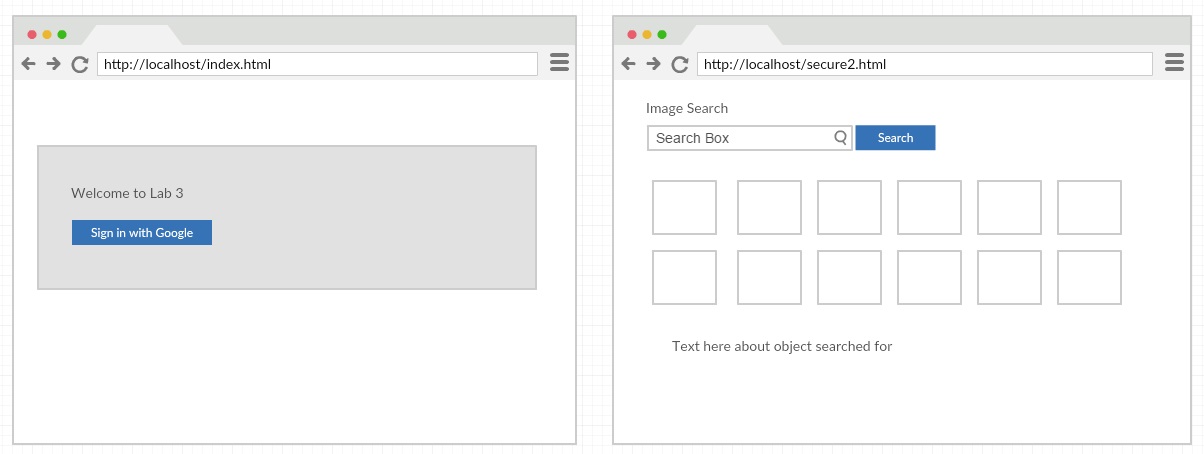 http://localhost/index.html
Welcome to Lab 3
Sign in with Google
http://localhost/secure2.html
Image Search
Search Box
Search
Text here about object searched for